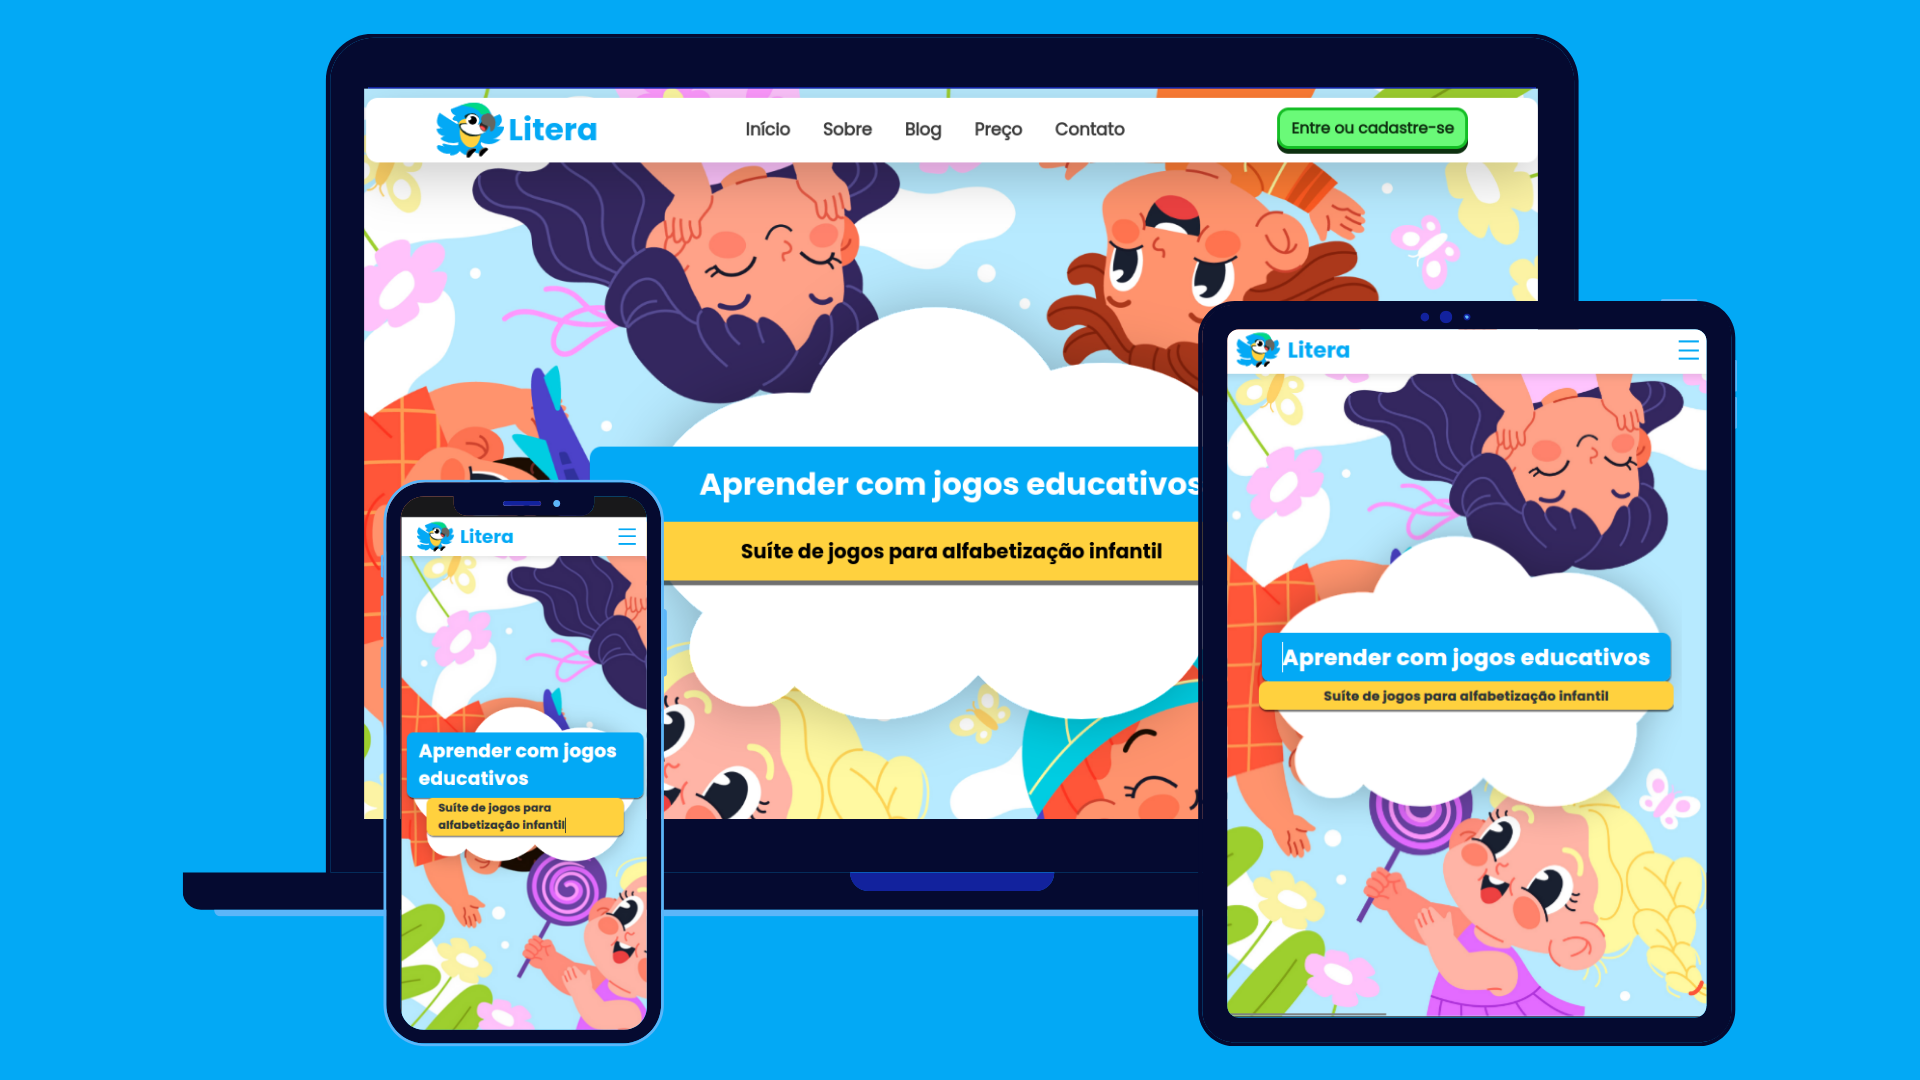 Litera
Início Sobre Blog Preço Contato
Entre ou cadastre-se
Aprender com jogos educativos
Suíte de jogos para alfabetização infantil
Litera
Aprender com jogos
educativos
Suíte de jogos para
alfabetização infantil
Litera
Aprender com jogos educativos
Suíte de jogos para alfabetização infantil